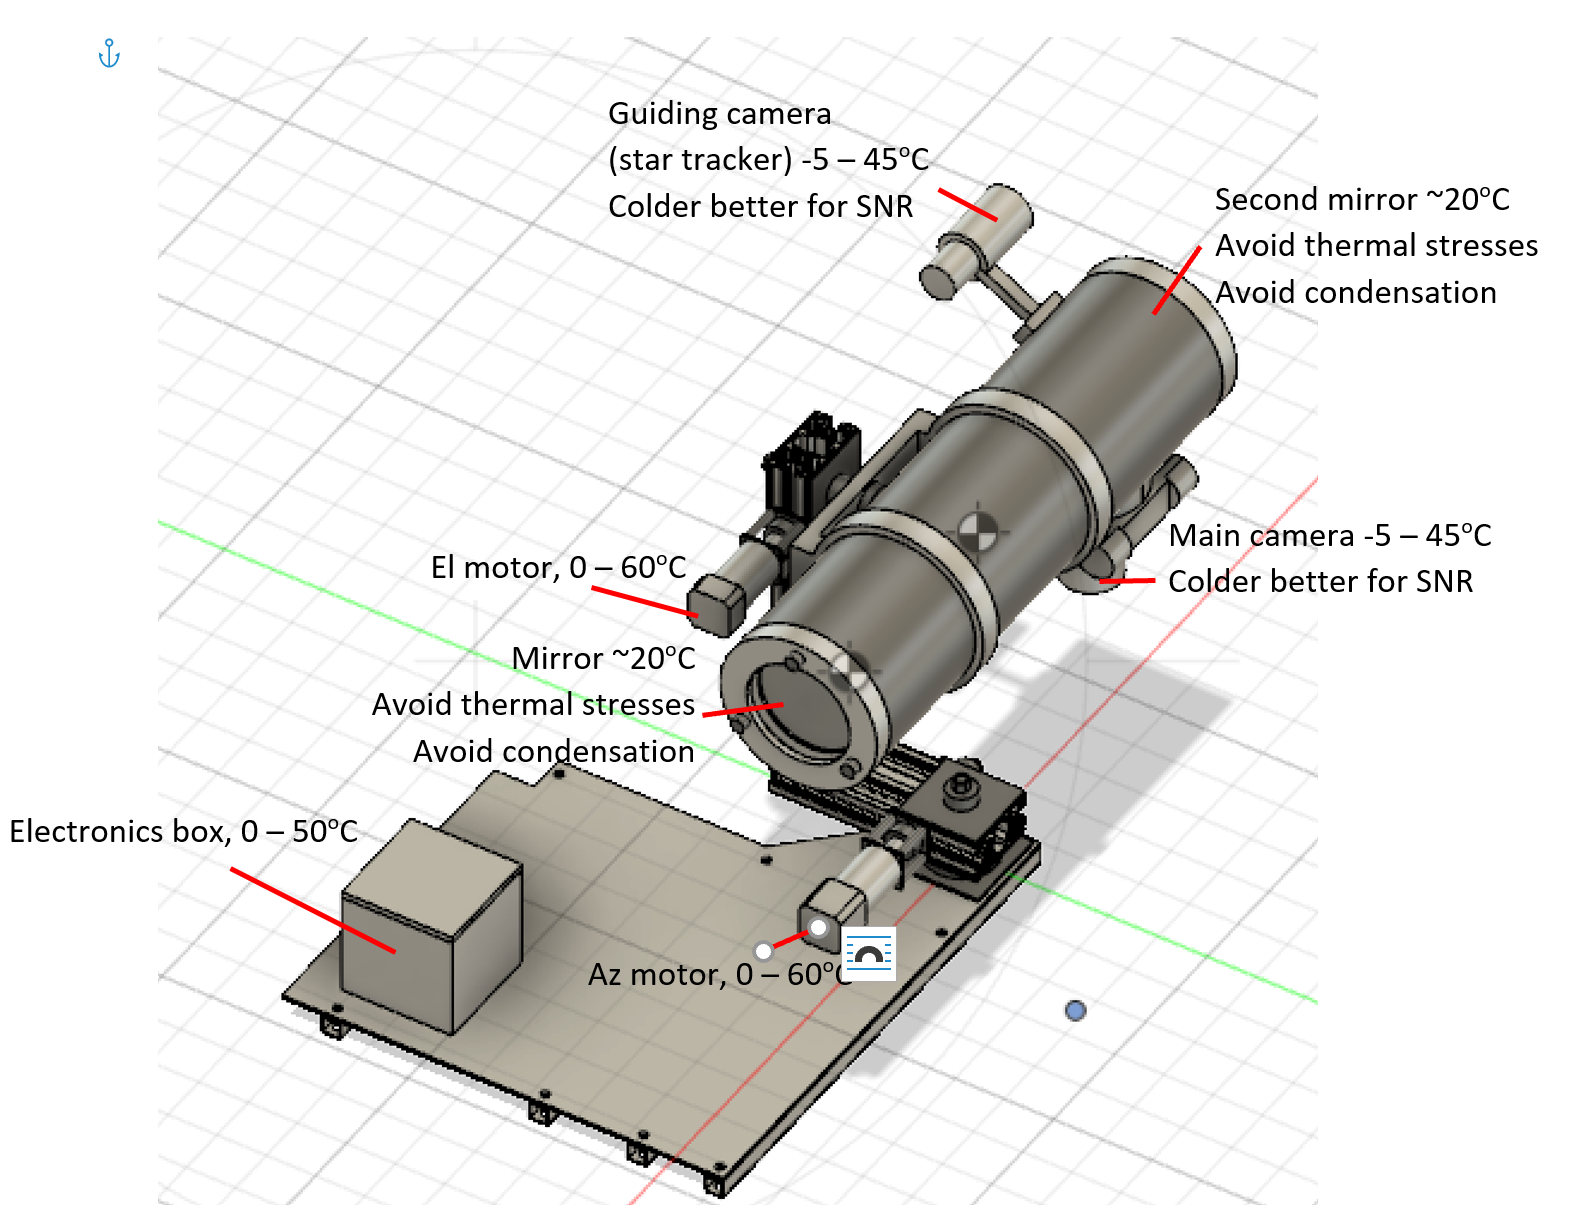 Guiding camera
(star tracker) -5 – 45°C
Colder better for SNR
Second mirror ~20°C
Avoid thermal stresses
Avoid condensation
Main camera -5 – 45°C
Colder better for SNR
El motor, 0 – 60°C
Mirror ~20°C
Avoid thermal stresses
Avoid condensation
Electronics box, 0 – 50°C
Az motor, 0 – 60°C